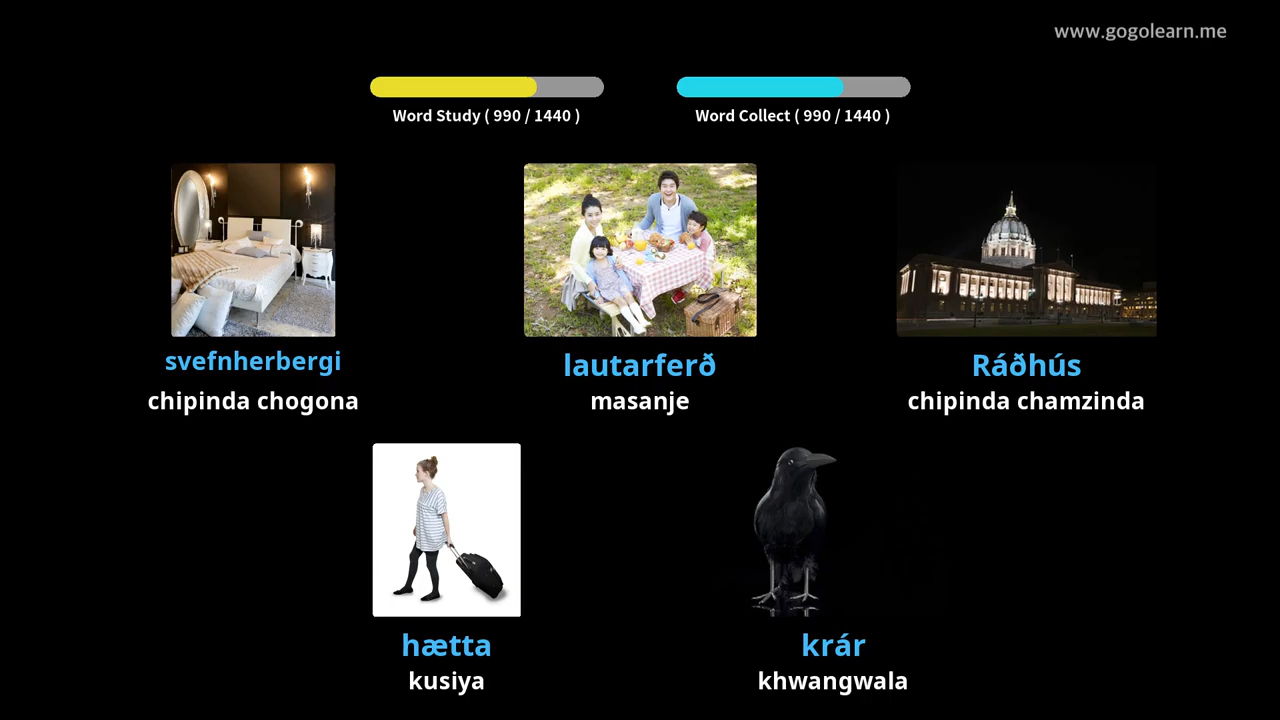 www.gogolearn.me
Word Study ( 990 / 1440 )
Word Collect ( 990 / 1440 )
svefnherbergi
chipinda chogona
lautarferð
masanje
Ráðhús
chipinda chamzinda
hætta
kusiya
krár
khwangwala